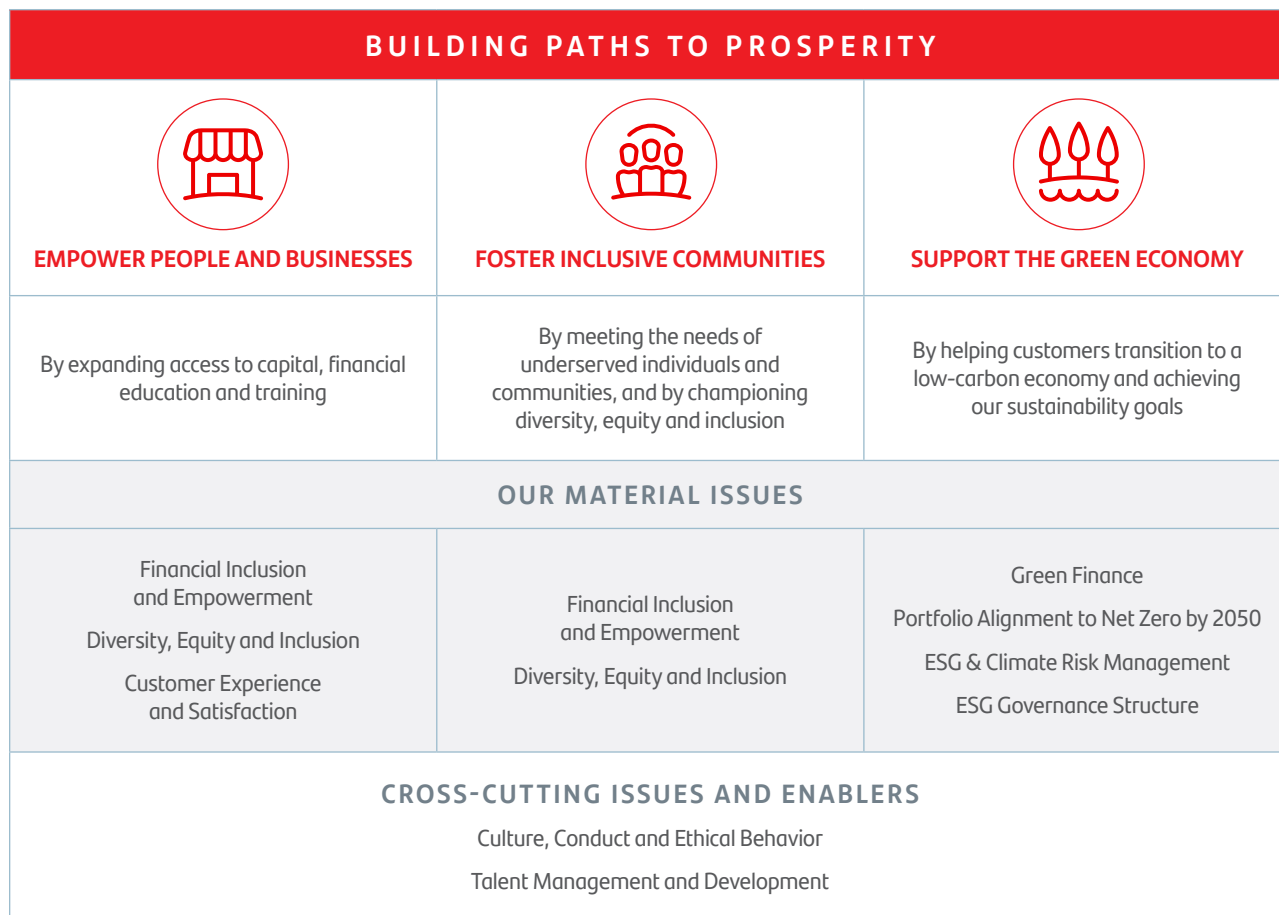 BUILDING PATHS TO PROSPERITY
EMPOWER PEOPLE AND BUSINESSES
FOSTER INCLUSIVE COMMUNITIES
SUPPORT THE GREEN ECONOMY
By expanding access to capital, financial
education and training
By meeting the needs of
underserved individuals and
communities, and by championing
diversity, equity and inclusion
By helping customers transition to a
low-carbon economy and achieving
our sustainability goals
OUR MATERIAL ISSUES
Financial Inclusion
and Empowerment
Diversity, Equity and Inclusion
Customer Experience
and Satisfaction
Financial Inclusion
and Empowerment
Diversity, Equity and Inclusion
Green Finance
Portfolio Alignment to Net Zero by 2050
ESG & Climate Risk Management
ESG Governance Structure
CROSS-CUTTING ISSUES AND ENABLERS
Culture, Conduct and Ethical Behavior
Talent Management and Development